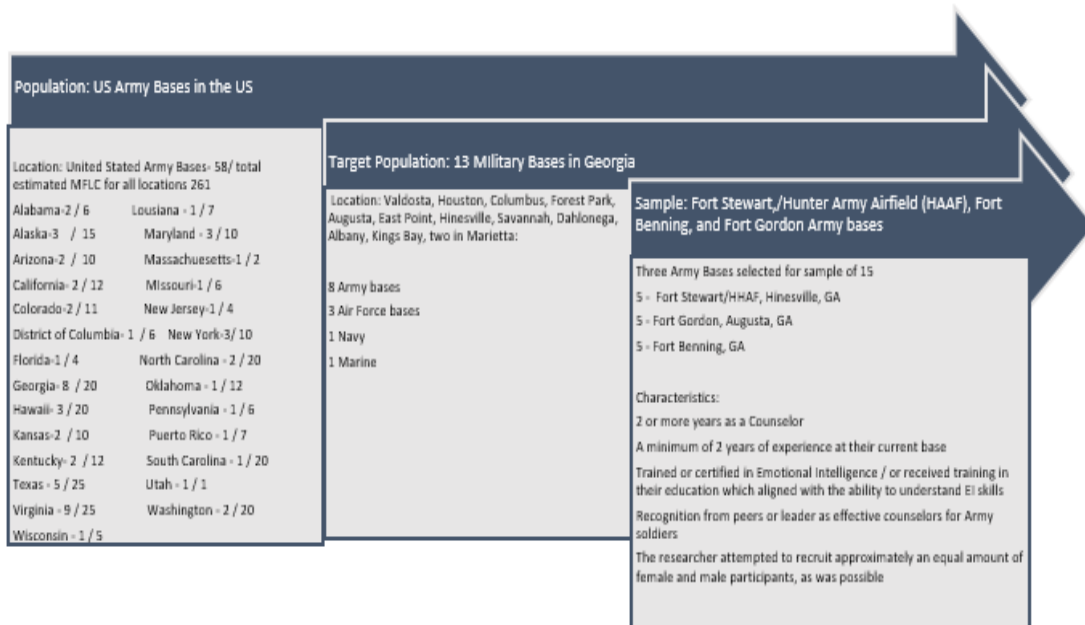 Population: US Army Bases in the US
Location: United Stated Army Bases- 58/ total
estimated MFLC for all locations 261
Alabama-2 / 6 Lousiana - 1 / 7
Alaska-3 / 15 Maryland - 3 / 10
Arizona-2 / 10 Massachuesetts-1 / 2
California- 2 / 12 MIssouri-1 / 6
Colorado-2 / 11 New Jersey-1 / 4
District of Columbia- 1 / 6 New York-3/ 10
Florida-1 / 4 North Carolina - 2 / 20
Georgia- 8 / 20 Oklahoma - 1 / 12
Hawaii- 3 / 20 Pennsylvania - 1 / 6
Kansas-2 / 10 Puerto Rico - 1 / 7
Kentucky- 2 / 12 South Carolina - 1 / 20
Texas - 5 / 25 Utah - 1 / 1
Virginia - 9 / 25 Washington - 2 / 20
Wisconsin - 1 / 5
Target Population: 13 MIlitary Bases in Georgia
Location: Valdosta, Houston, Columbus, Forest Park,
Augusta, East Point, Hinesville, Savannah, Dahlonega,
Albany, Kings Bay, two in Marietta:
8 Army bases
3 Air Force bases
1 Navy
1 Marine
Sample: Fort Stewart,/Hunter Army Airfield (HAAF), Fort
Benning, and Fort Gordon Army bases
Three Army Bases selected for sample of 15
5 - Fort Stewart/HHAF, Hinesville, GA
5 - Fort Gordon, Augusta, GA
5 - Fort Benning, GA
Characteristics:
2 or more years as a Counselor
A minimum of 2 years of experience at their current base
Trained or certified in Emotional Intelligence / or received training in
their education which aligned with the ability to understand EI skills
Recognition from peers or leader as effective counselors for Army
soldiers
The researcher attempted to recruit approximately an equal amount of
female and male participants, as was possible